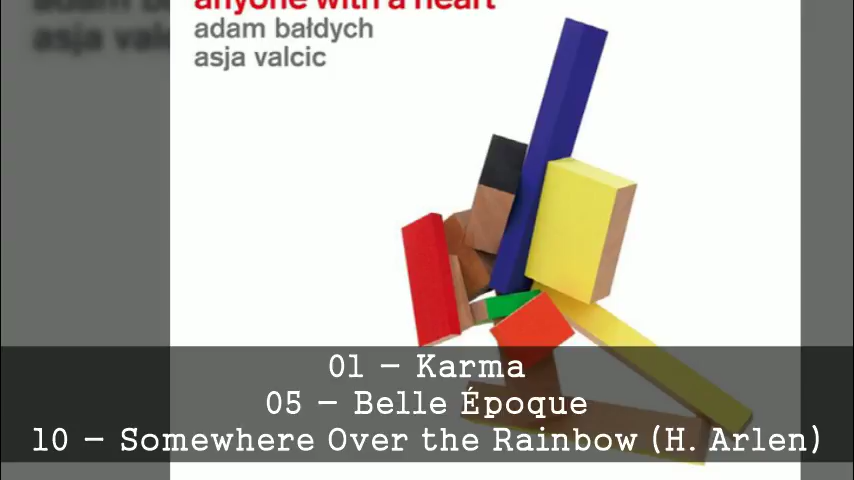 anyone with a heart
adam bałdych
asja valcic
01 – Karma
05 – Belle Époque
10 – Somewhere Over the Rainbow (H. Arlen)